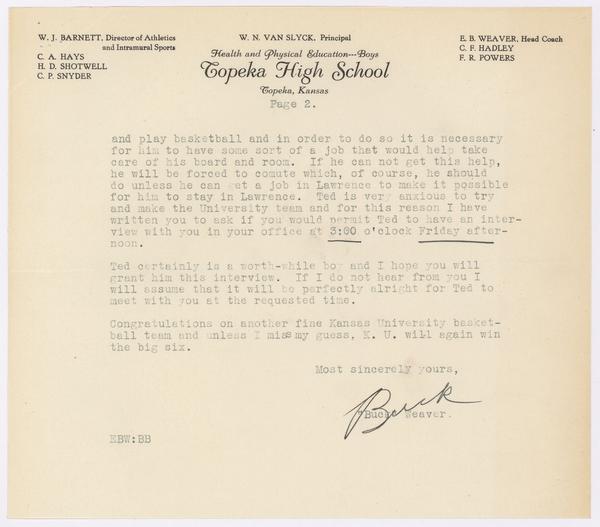 W. J. BARNETT, Director of Athletics
and Intramural Sports
C. A. HAYS
H. D. SHOTWELL
C. P. SNYDER
W. N. VAN SLYCK, Principal
Health and Physical Education---Boys
Topeka High School
Topeka, Kansas
E. B. WEAVER, Head Coach
C. F. HADLEY
F. R. POWERS
Page 2.
and play basketball and in order to do so it is necessary
for him to have some sort of a job that would help take
care of his board and room. If he can not get this help,
he will be forced to comute which, of course, he should
do unless he can get a job in Lawrence to make it possible
for him to stay in Lawrence. Ted is very anxious to try
and make the University team and for this reason I have
written you to ask if you would permit Ted to have an inter-
view with you in your office at 3:00 o'clock Friday after-
noon.
Ted certainly is a worth-while boy and I hope you will
grant him this interview. If I do not hear from you I
will assume that it will be perfectly alright for Ted to
meet with you at the requested time.
Congratulations on another fine Kansas University basket-
ball team and unless I miss my guess, K. U. will again win
the big six.
Most sincerely yours,
Buck
Buck Weaver.
EBW:BB